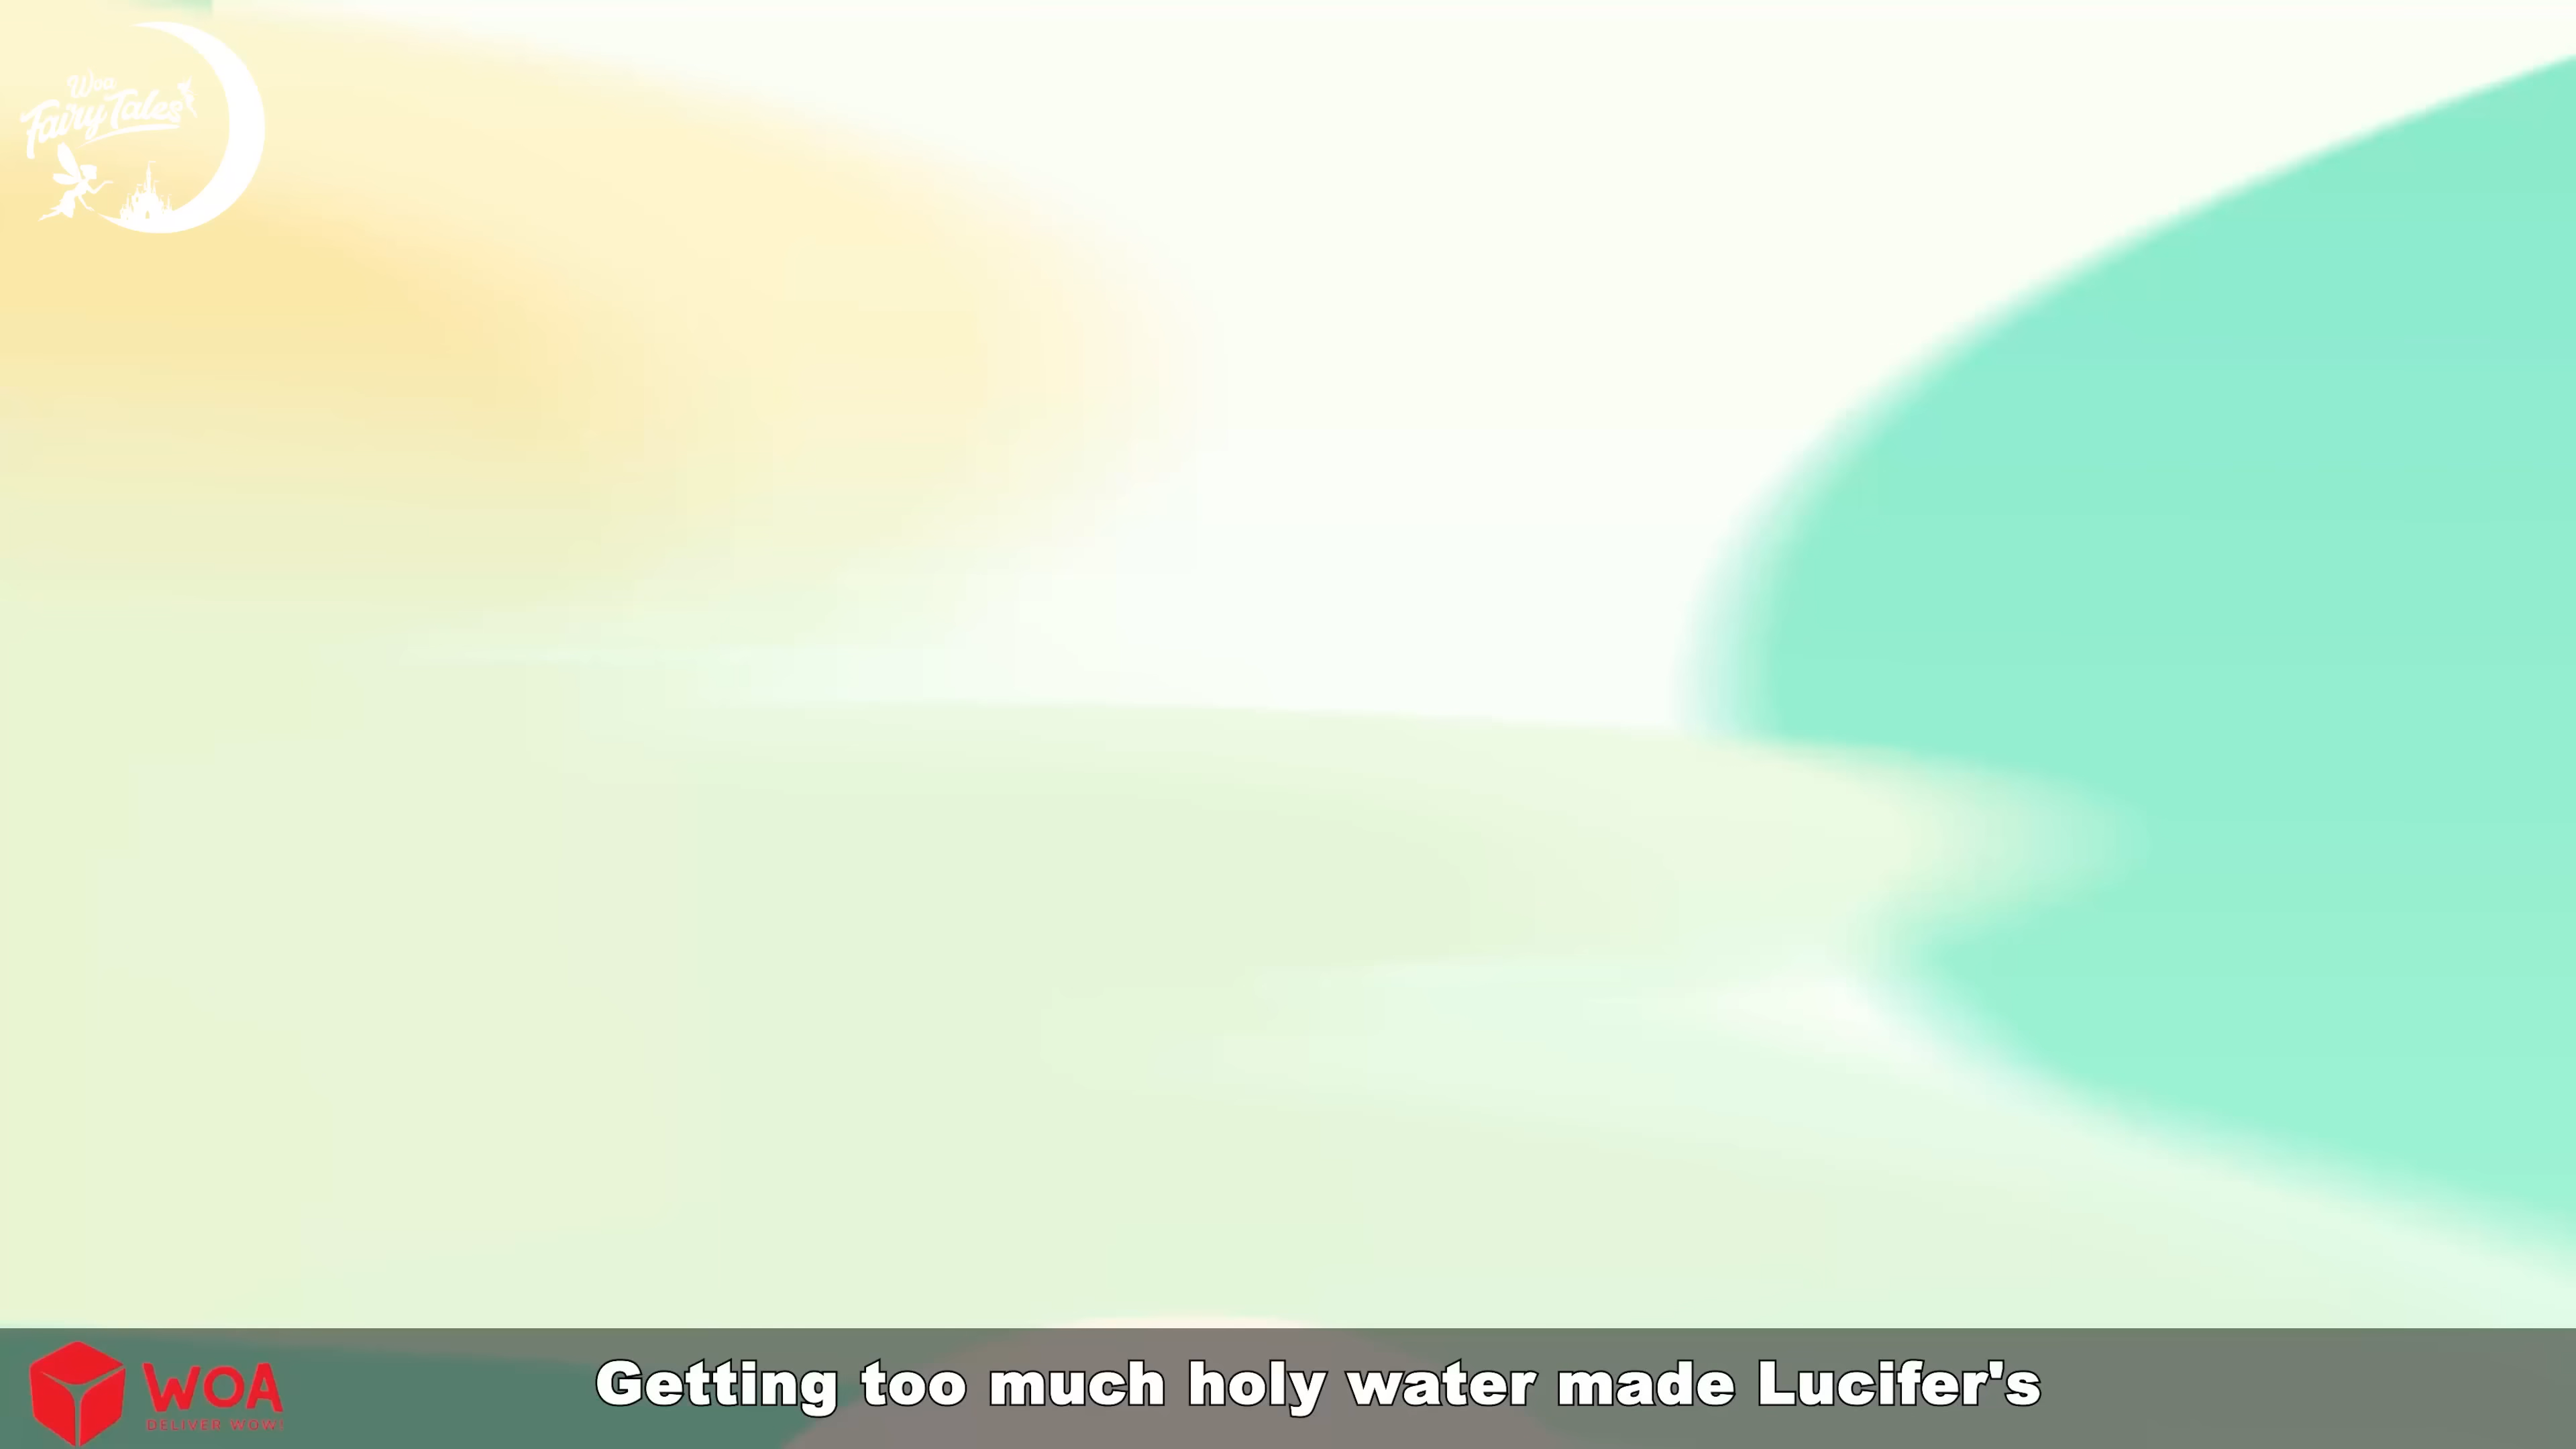 Woa
Fairy Tales
WOA
DELIVER WOW!
Getting too much holy water made Lucifer's